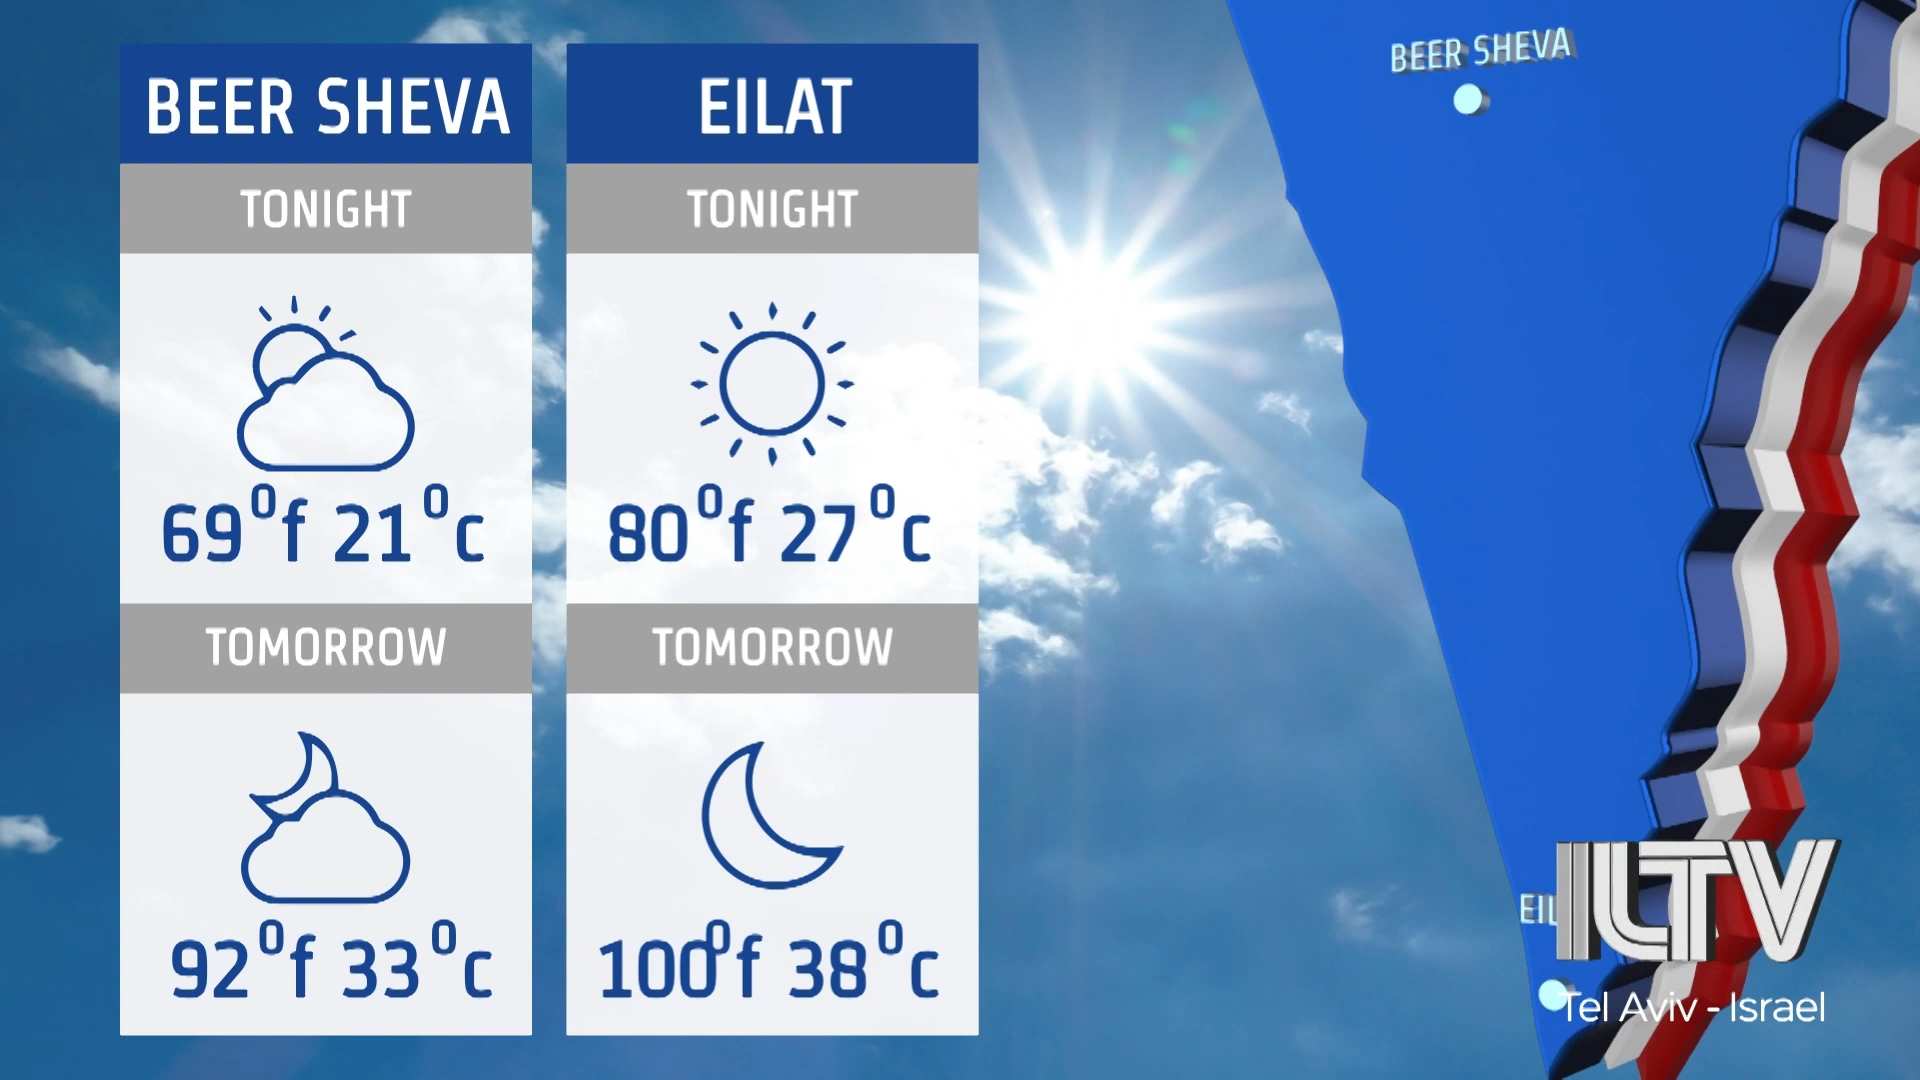 BEER SHEVA
TONIGHT
69°f 21°c
TOMORROW
92°f 33°c
EILAT
TONIGHT
80°f 27°c
TOMORROW
100°f 38°c
BEER SHEVA
EIL
ILTV
Tel Aviv - Israel